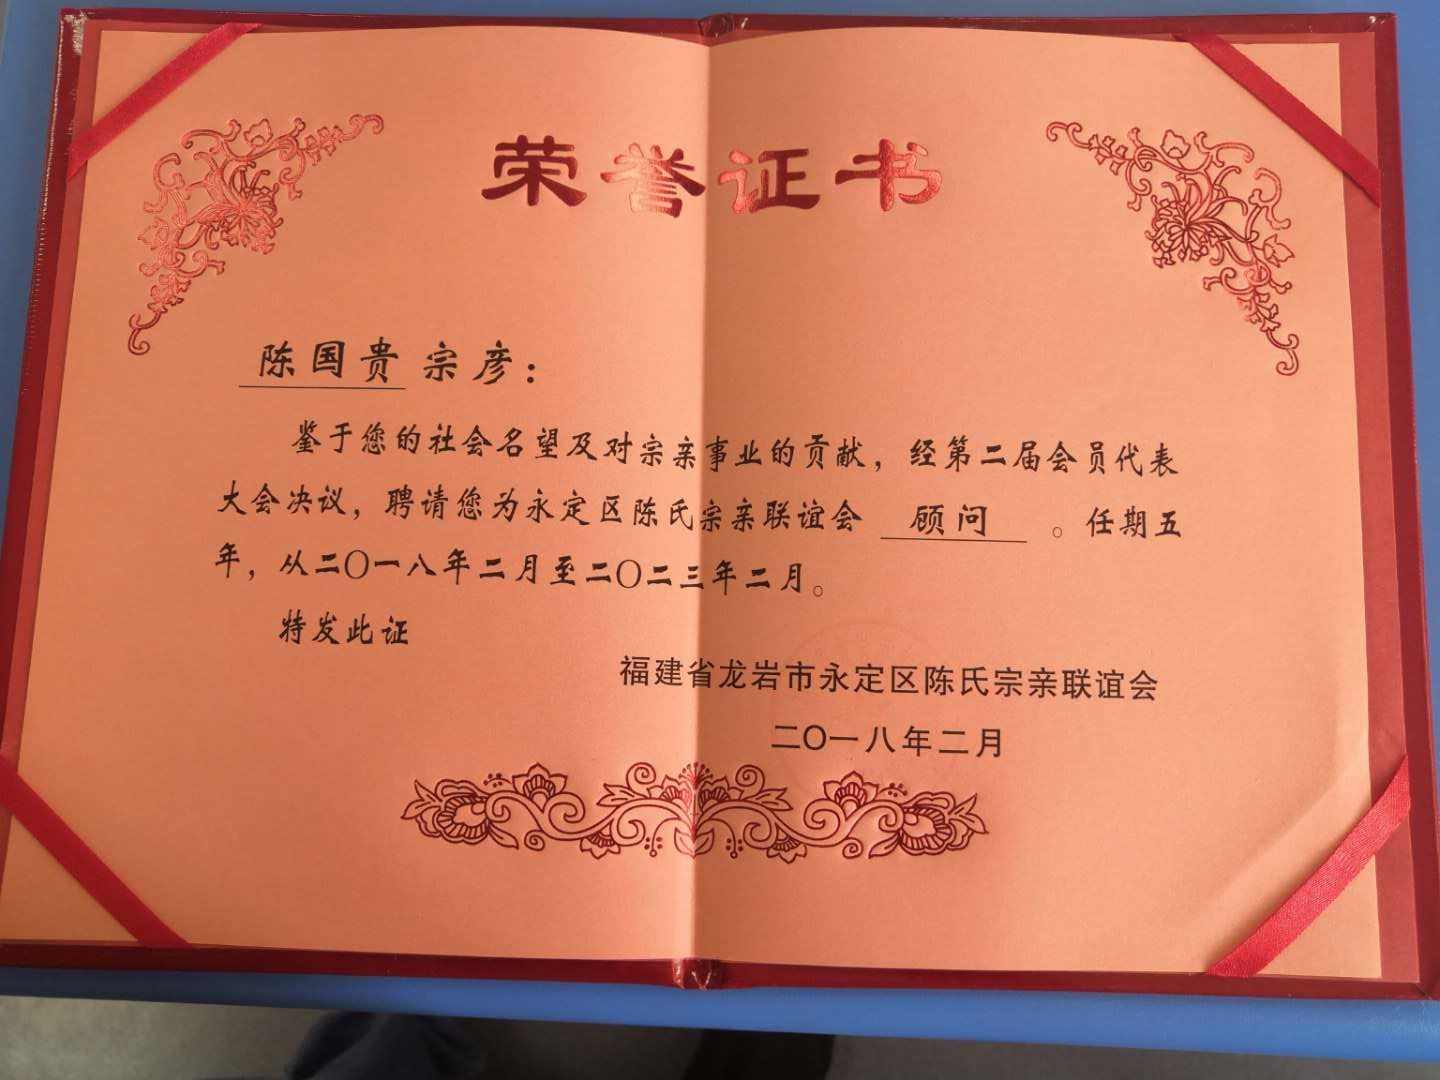 荣誉证书
陈国贵宗彦：
鉴于您的社会名望及对宗亲事业的贡献，经第二届会员代表
大会决议，聘请您为永定区陈氏宗亲联谊会 顾问 。任期五
年，从二〇一八年二月至二〇二三年二月。
特发此证
福建省龙岩市永定区陈氏宗亲联谊会
二〇一八年二月